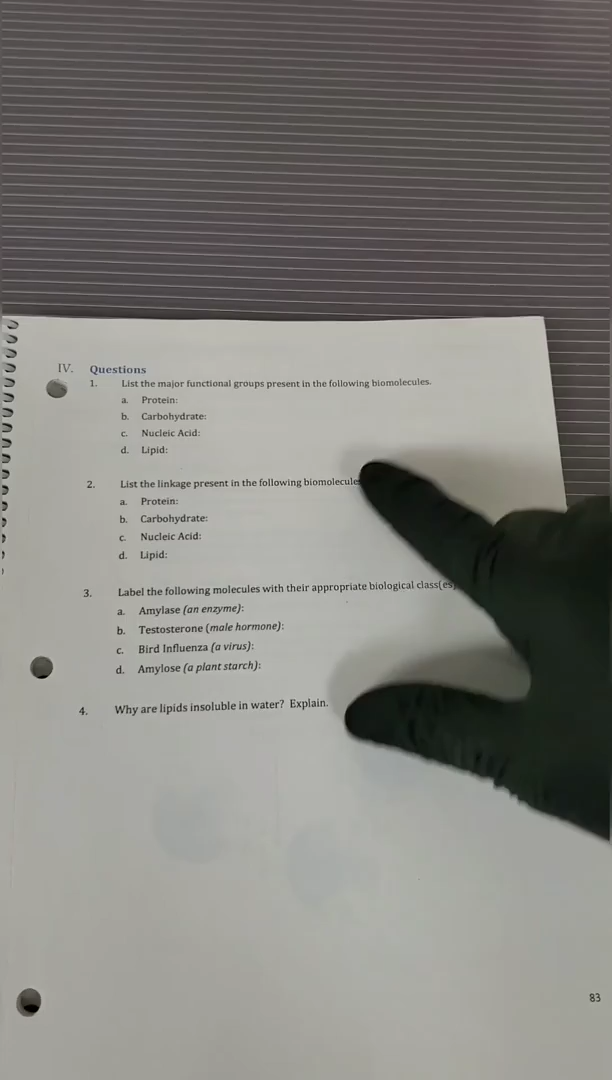 IV. Questions
1. List the major functional groups present in the following biomolecules.
a. Protein:
b. Carbohydrate:
c. Nucleic Acid:
d. Lipid:
2. List the linkage present in the following biomolecule
a. Protein:
b. Carbohydrate:
c. Nucleic Acid:
d. Lipid:
3. Label the following molecules with their appropriate biological class(es)
a. Amylase (an enzyme):
b. Testosterone (male hormone):
c. Bird Influenza (a virus):
d. Amylose (a plant starch):
4. Why are lipids insoluble in water? Explain.
83